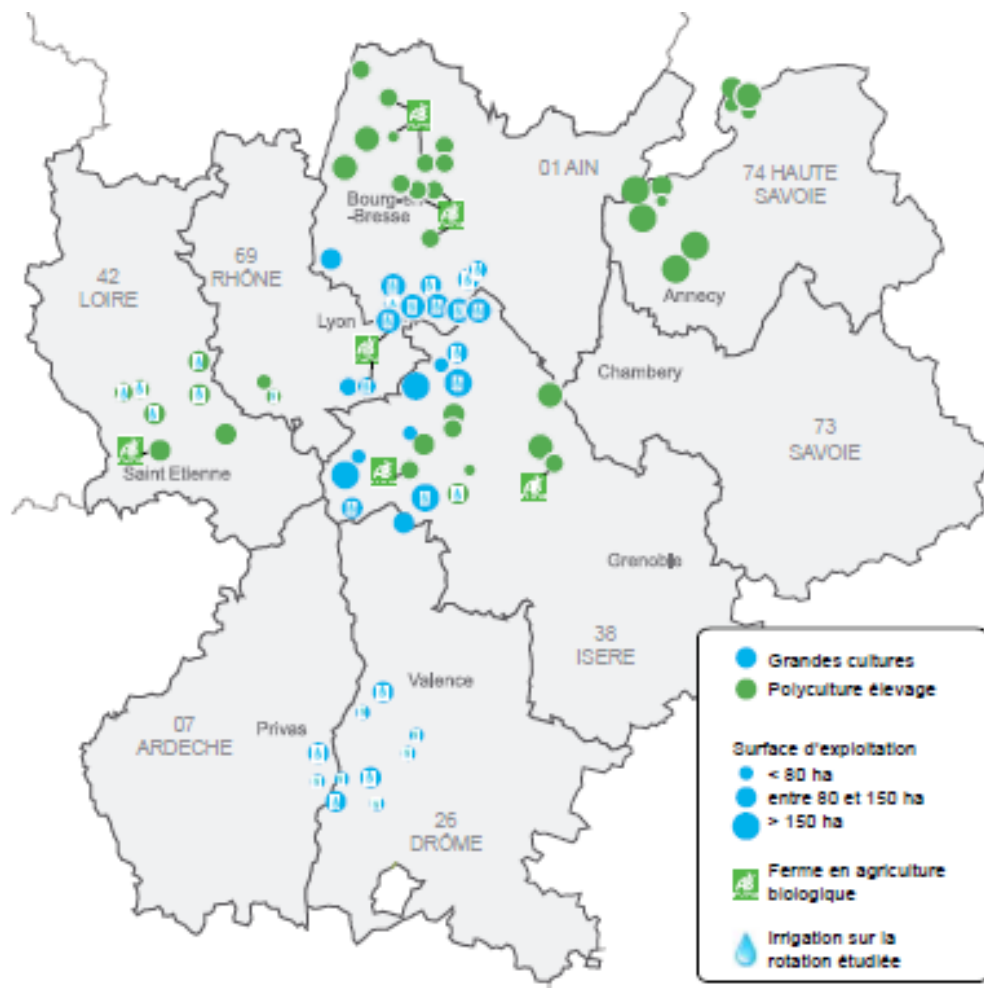 01 AIN
74 HAUTE
SAVOIE
Bourg-en
-Bresse
69
RHÔNE
42
LOIRE
Annecy
Lyon
Chambery
73
SAVOIE
Saint Etienne
Grenoble
38
ISERE
Valence
Privas
07
ARDECHE
26
DRÔME
Grandes cultures
Polyculture élevage
Surface d'exploitation
< 80 ha
entre 80 et 150 ha
> 150 ha
AB
Ferme en agriculture
biologique
Irrigation sur la
rotation étudiée